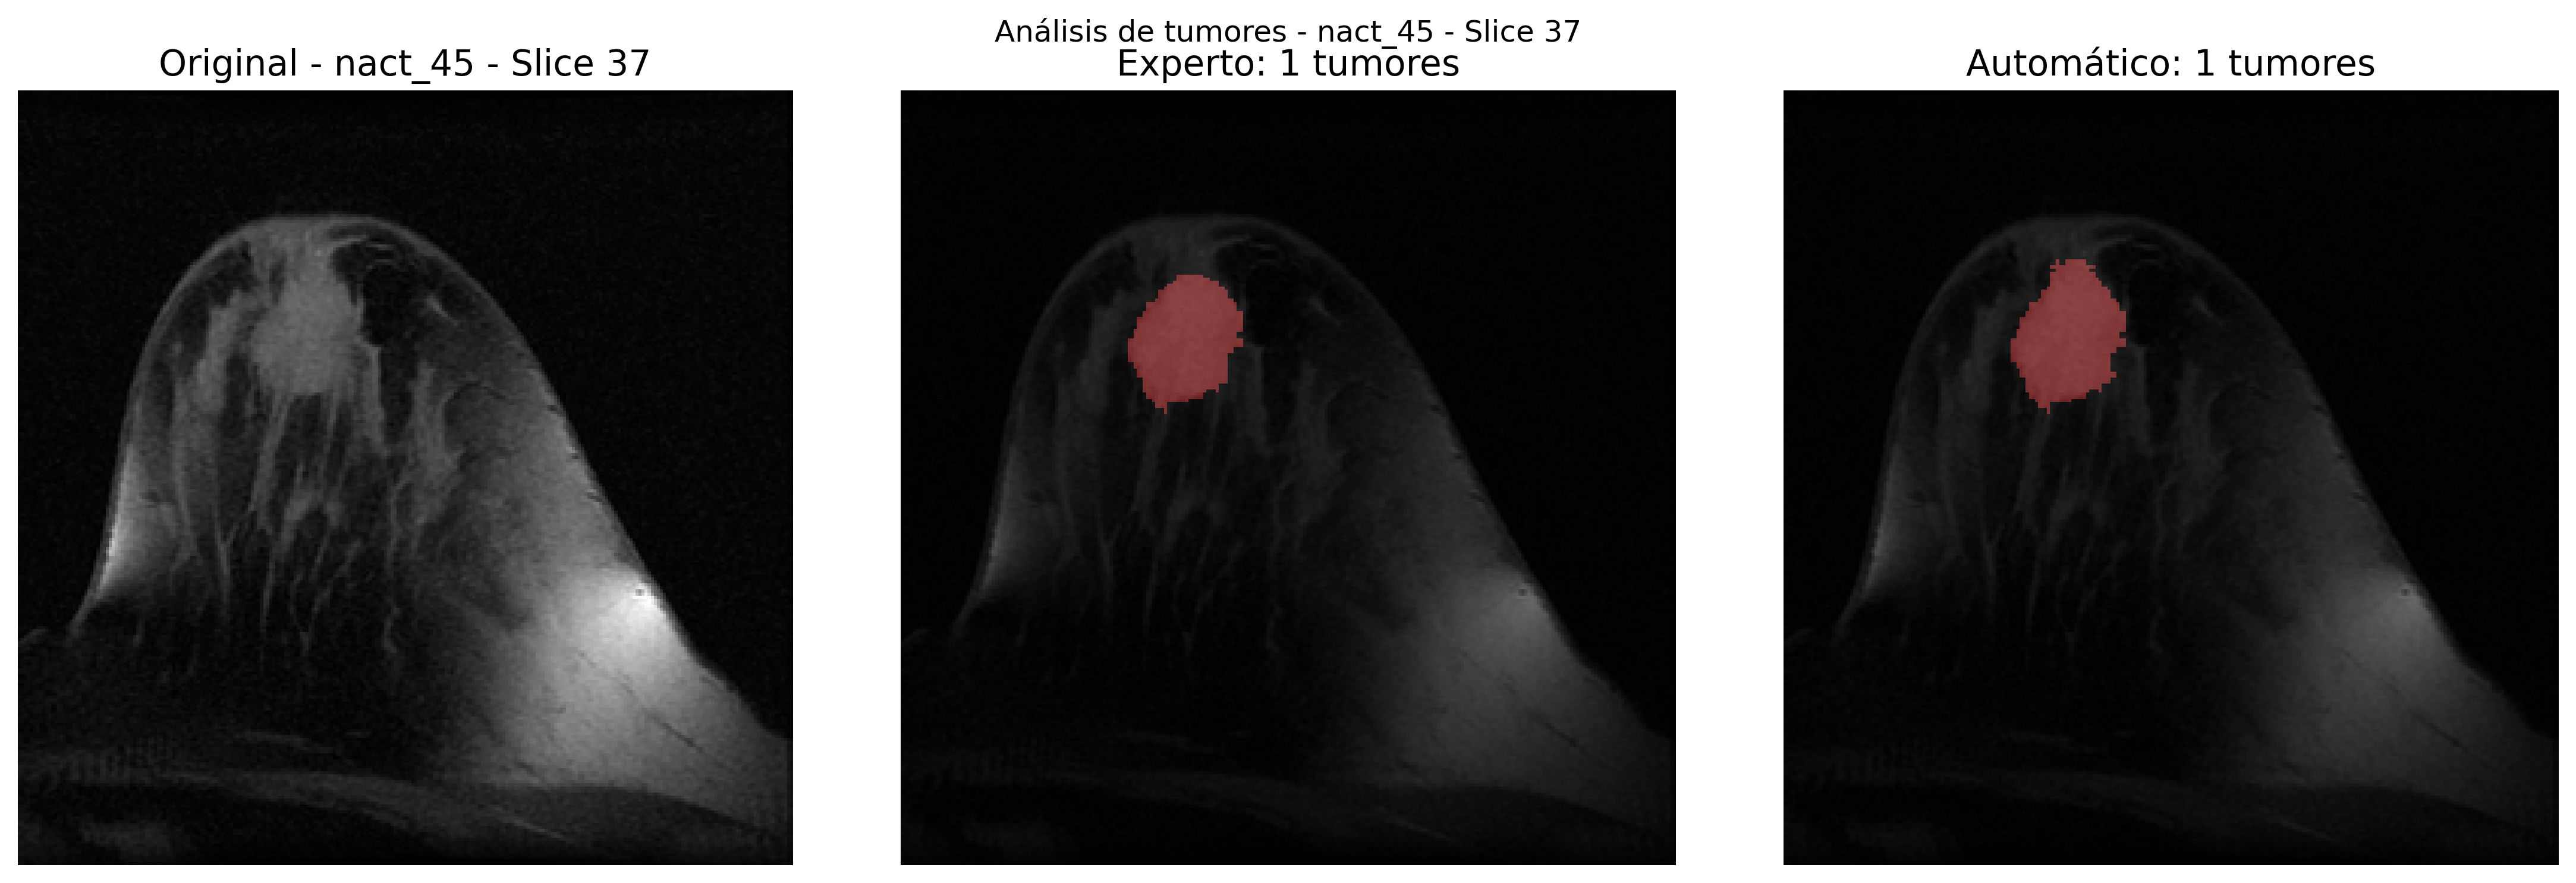 Análisis de tumores - nact_45 - Slice 37
Original - nact_45 - Slice 37
Experto: 1 tumores
Automático: 1 tumores